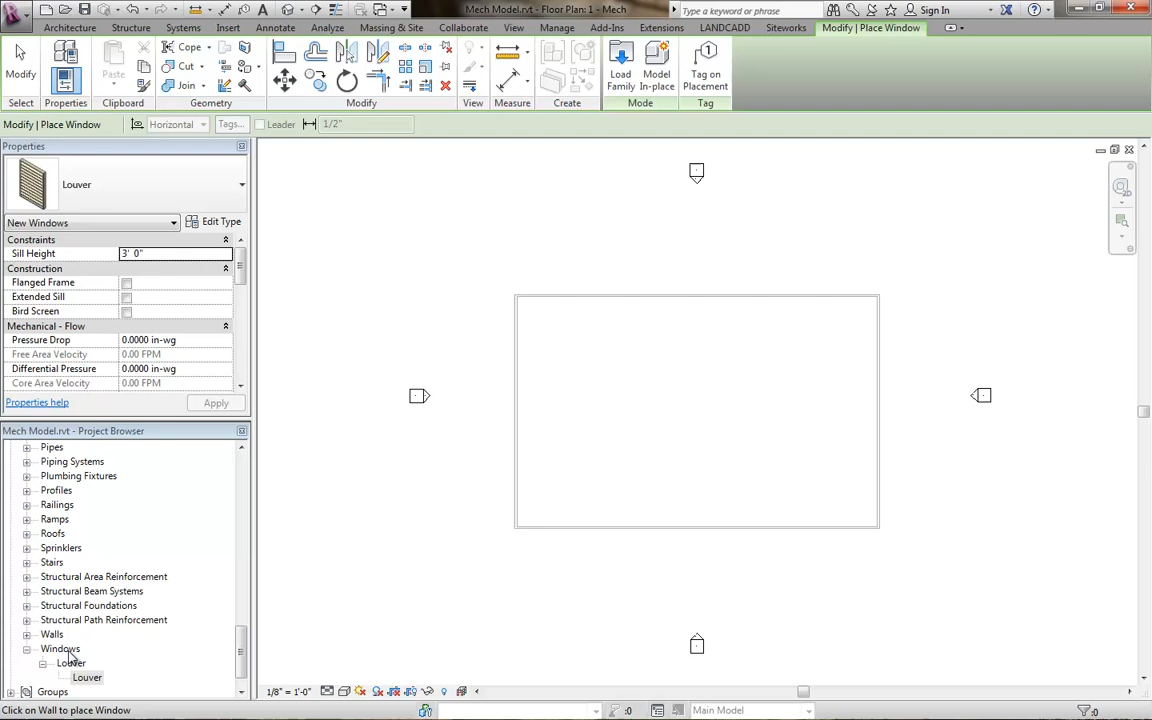 Mech Model.rvt - Floor Plan: 1 - Mech
Type a keyword or phrase
Sign In
Architecture Structure Systems Insert Annotate Analyze Massing & Site Collaborate View Manage Add-Ins Extensions LANDCADD Siteworks Modify | Place Window
Modify
Paste
Cope
Cut
Join
Load Family
Model In-place
Tag on Placement
Select Properties Clipboard Geometry Modify View Measure Create Mode Tag
Modify | Place Window Horizontal Tags... Leader 1/2"
Properties
Louver
New Windows Edit Type
Constraints
Sill Height 3' 0"
Construction
Flanged Frame
Extended Sill
Bird Screen
Mechanical - Flow
Pressure Drop 0.0000 in-wg
Free Area Velocity 0.00 FPM
Differential Pressure 0.0000 in-wg
Core Area Velocity 0.00 FPM
Properties help Apply
Mech Model.rvt - Project Browser
Pipes
Piping Systems
Plumbing Fixtures
Profiles
Railings
Ramps
Roofs
Sprinklers
Stairs
Structural Area Reinforcement
Structural Beam Systems
Structural Foundations
Structural Path Reinforcement
Walls
Windows
Louver
Louver
Groups
1/8" = 1'-0"
Click on Wall to place Window :0 Main Model :0